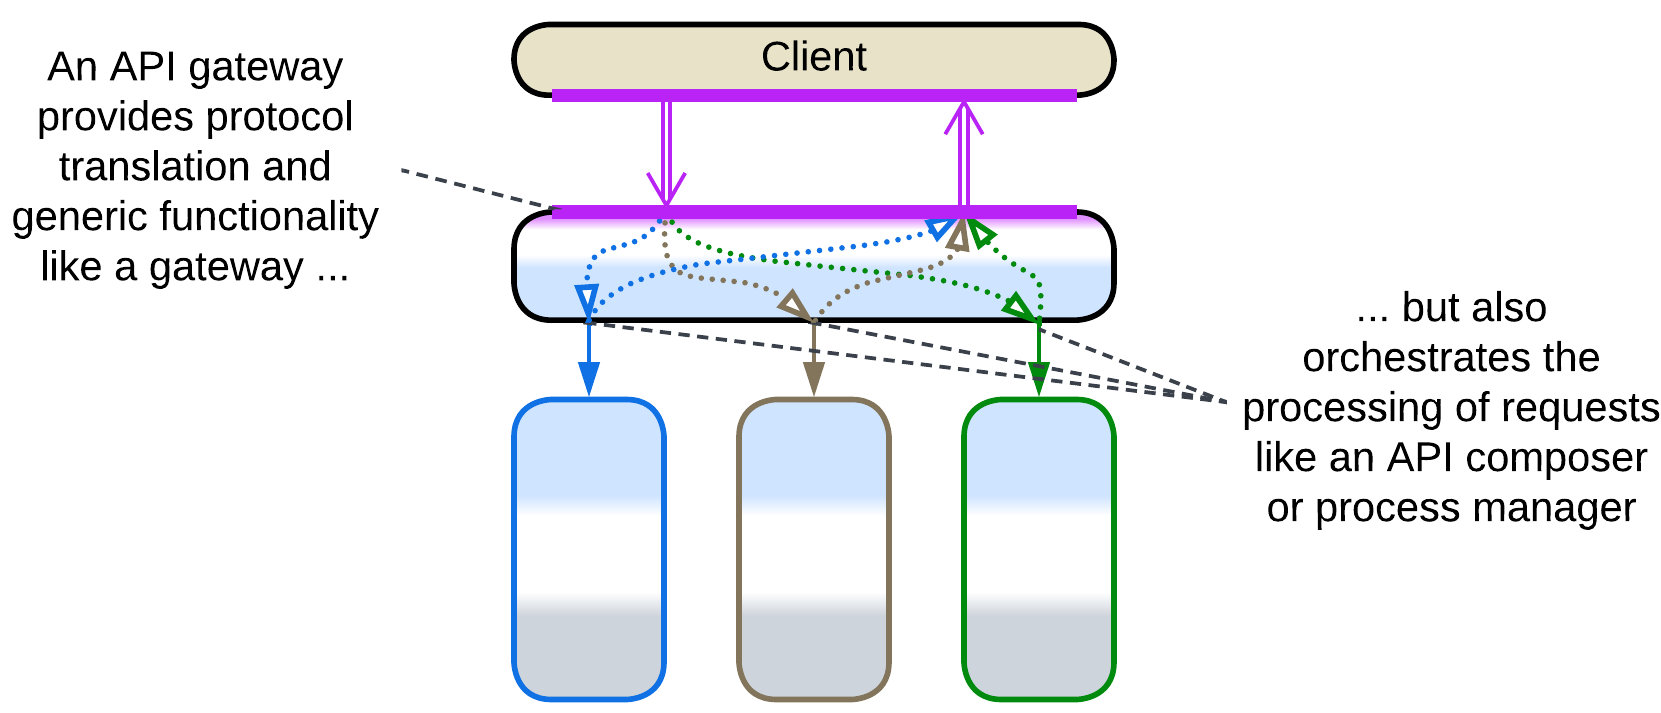 Client
An API gateway
provides protocol
translation and
generic functionality
like a gateway ...
... but also
orchestrates the
processing of requests
like an API composer
or process manager